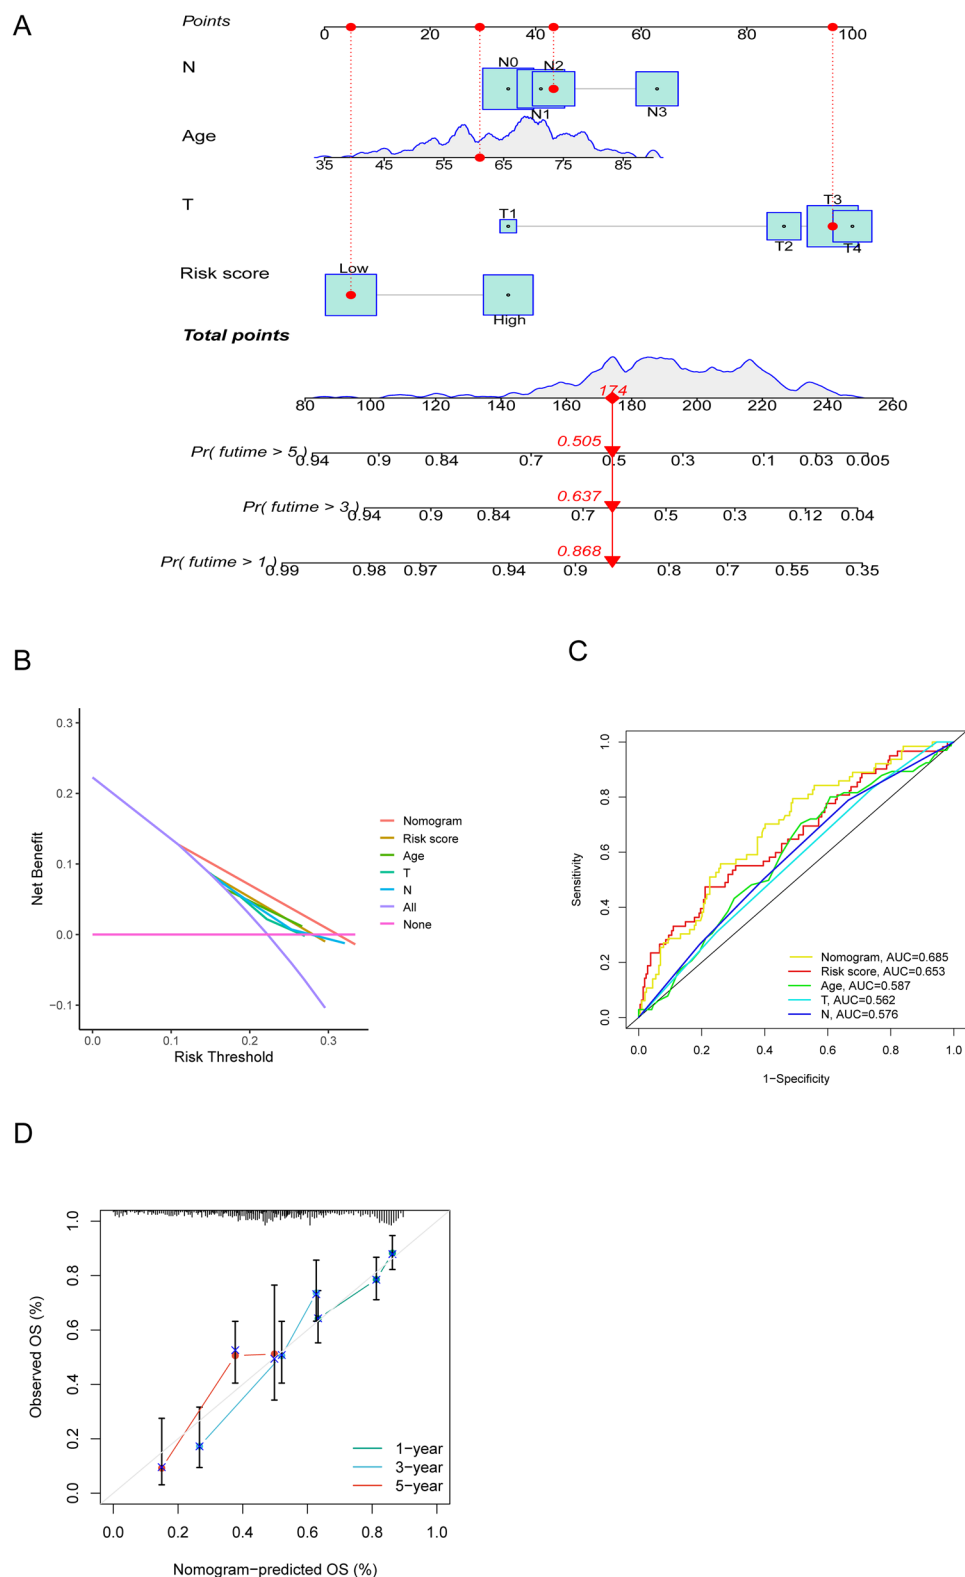 A
Points
0 20 40 60 80 100
N
N0 N2
N1 N3
Age
35 45 55 65 75 85
T
T1 T3
T2 T4
Risk score
Low
High
Total points
174
80 100 120 140 160 180 200 220 240 260
0.505
Pr( futime > 5 )
0.94 0.9 0.84 0.7 0.5 0.3 0.1 0.03 0.005
0.637
Pr( futime > 3 )
0.94 0.9 0.84 0.7 0.5 0.3 0.12 0.04
0.868
Pr( futime > 1 )
0.99 0.98 0.97 0.94 0.9 0.8 0.7 0.55 0.35
B
0.3
0.2
0.1
0.0
−0.1
Net Benefit
0.0 0.1 0.2 0.3
Risk Threshold
Nomogram
Risk score
Age
T
N
All
None
C
1.0
0.8
0.6
0.4
0.2
0.0
Sensitivity
Nomogram, AUC=0.685
Risk score, AUC=0.653
Age, AUC=0.587
T, AUC=0.562
N, AUC=0.576
0.0 0.2 0.4 0.6 0.8 1.0
1−Specificity
D
1.0
0.8
0.6
0.4
0.2
0.0
Observed OS (%)
1−year
3−year
5−year
0.0 0.2 0.4 0.6 0.8 1.0
Nomogram−predicted OS (%)